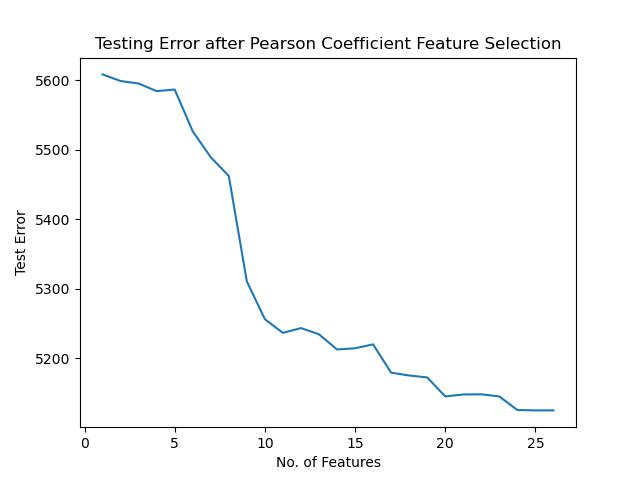 Testing Error after Pearson Coefficient Feature Selection
5600
5500
5400
5300
5200
Test Error
0 5 10 15 20 25
No. of Features